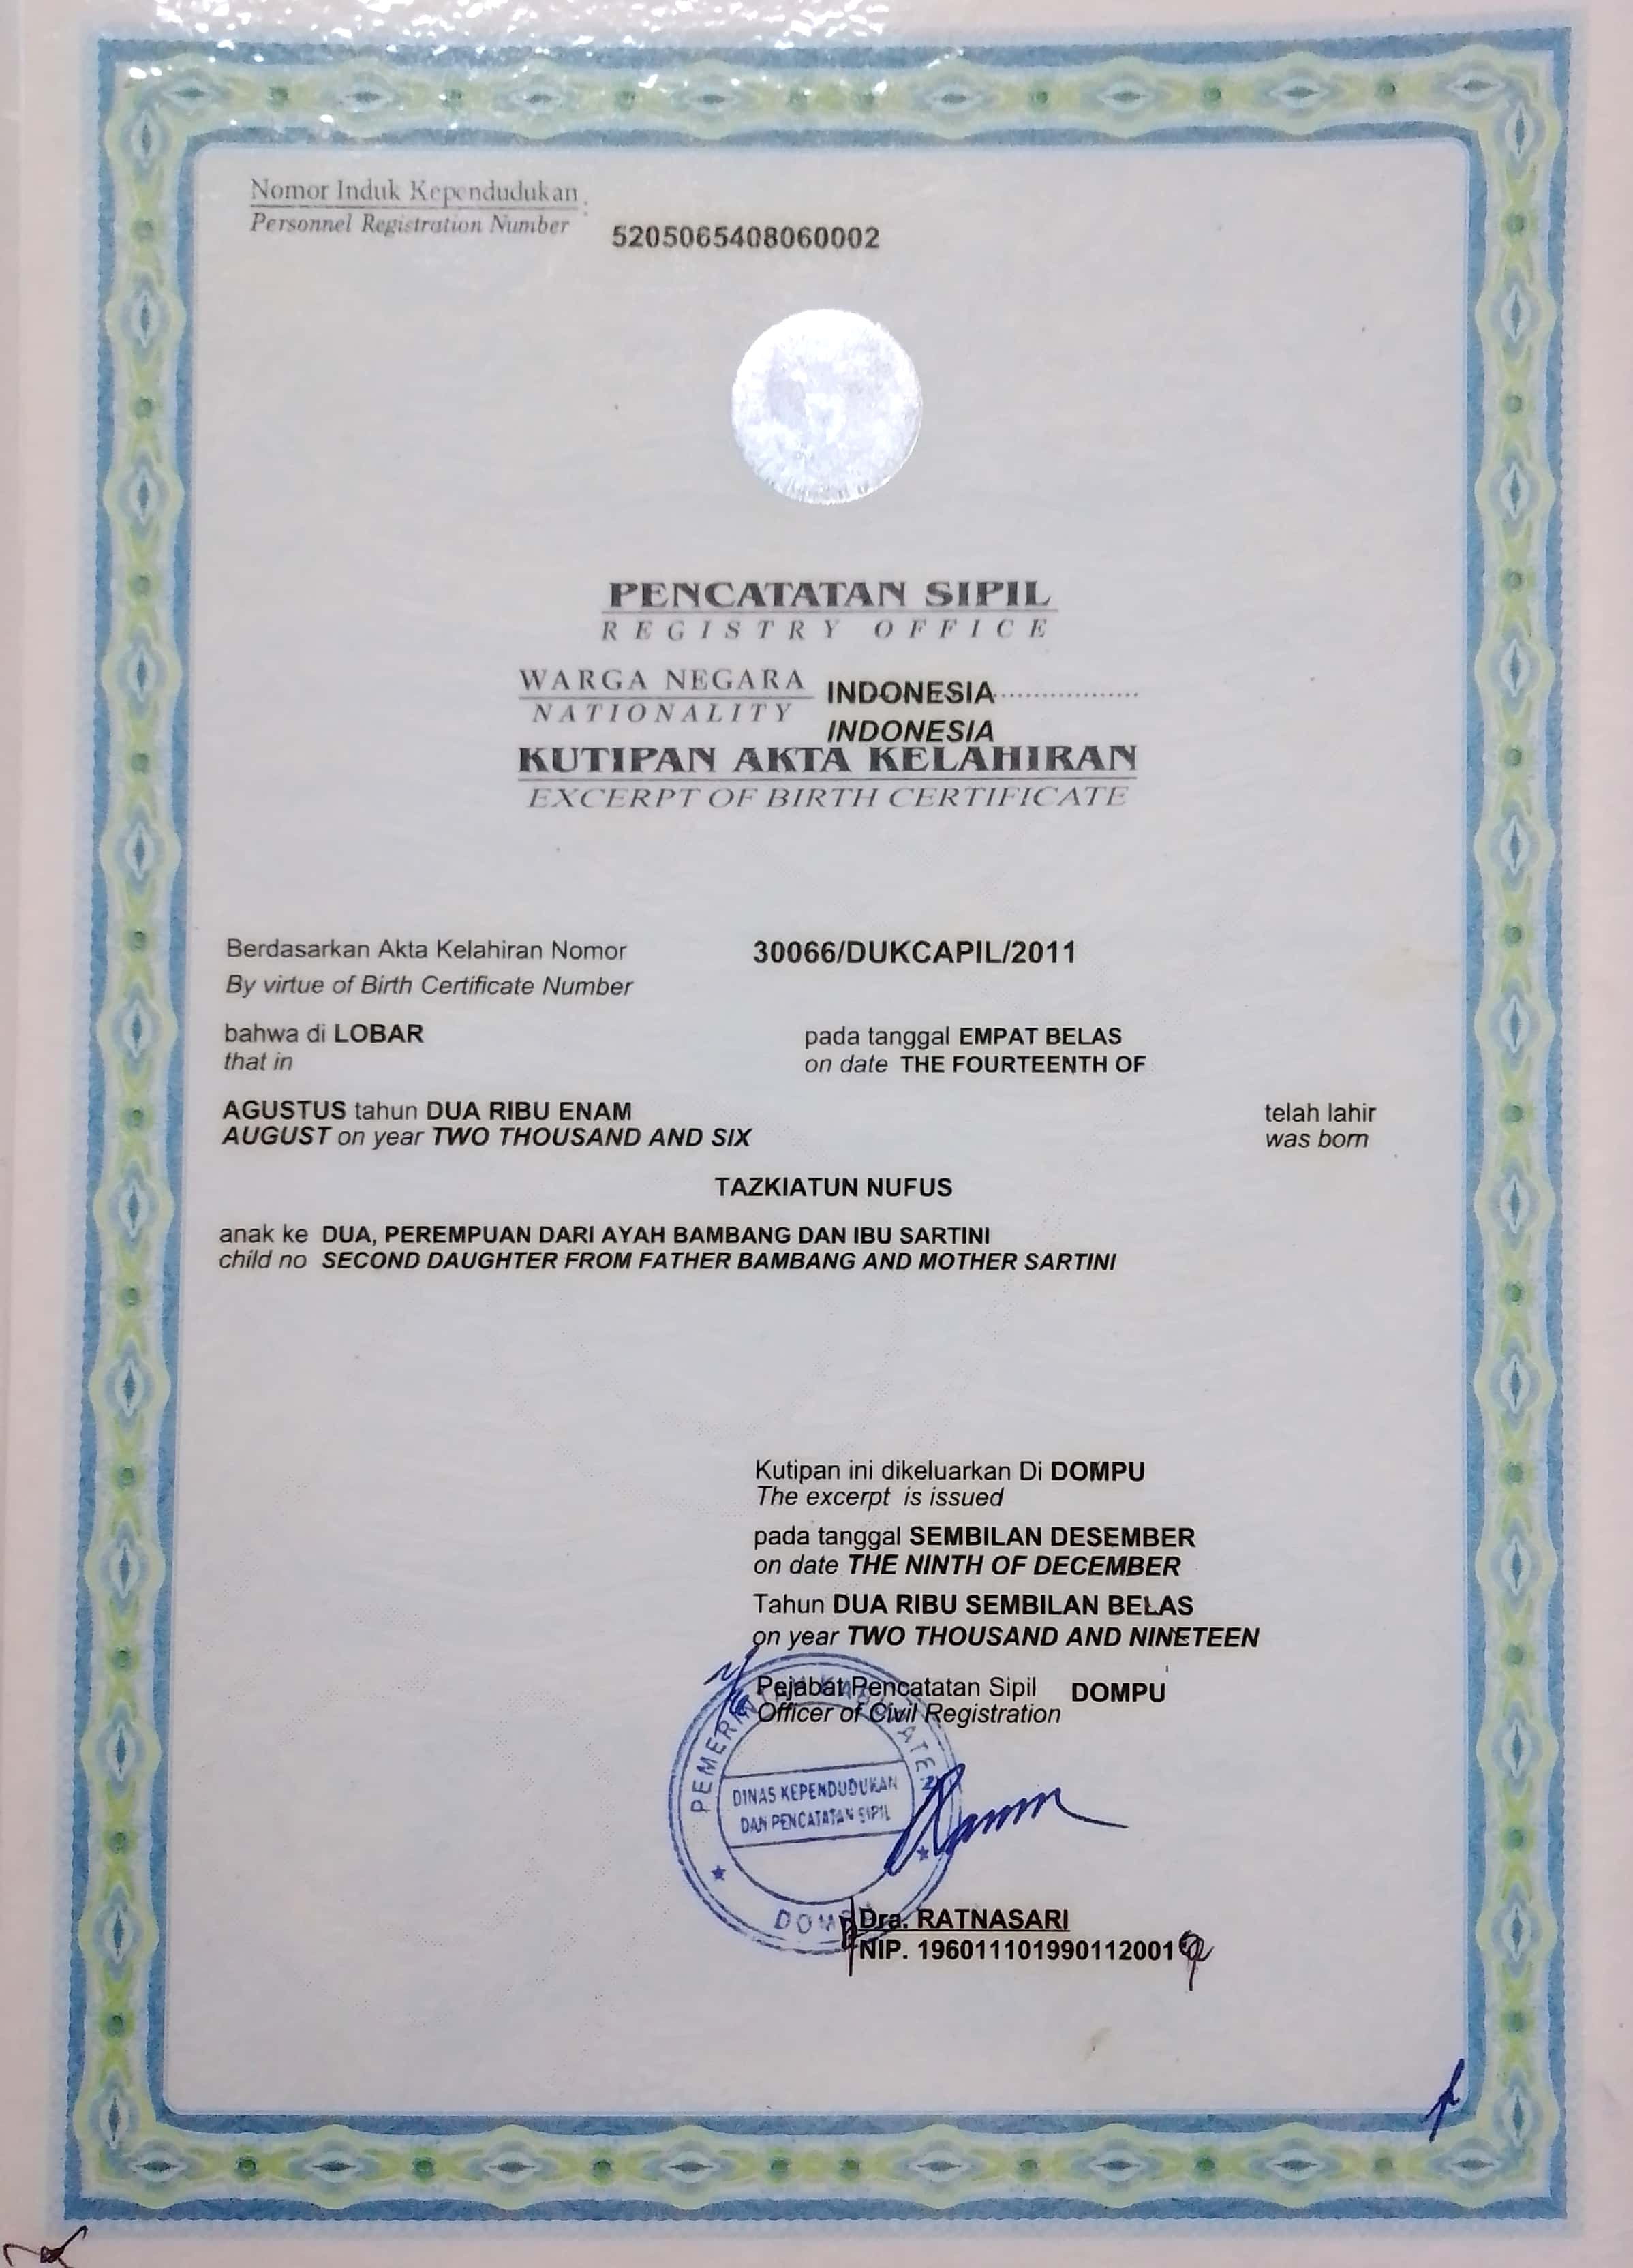 Nomor Induk Kependudukan :
Personnel Registration Number
5205065408060002
PENCATATAN SIPIL
REGISTRY OFFICE
WARGA NEGARA INDONESIA..................
NATIONALITY INDONESIA
KUTIPAN AKTA KELAHIRAN
EXCERPT OF BIRTH CERTIFICATE
Berdasarkan Akta Kelahiran Nomor 30066/DUKCAPIL/2011
By virtue of Birth Certificate Number
bahwa di LOBAR pada tanggal EMPAT BELAS
that in on date THE FOURTEENTH OF
AGUSTUS tahun DUA RIBU ENAM telah lahir
AUGUST on year TWO THOUSAND AND SIX was born
TAZKIATUN NUFUS
anak ke DUA, PEREMPUAN DARI AYAH BAMBANG DAN IBU SARTINI
child no SECOND DAUGHTER FROM FATHER BAMBANG AND MOTHER SARTINI
Kutipan ini dikeluarkan Di DOMPU
The excerpt is issued
pada tanggal SEMBILAN DESEMBER
on date THE NINTH OF DECEMBER
Tahun DUA RIBU SEMBILAN BELAS
on year TWO THOUSAND AND NINETEEN
Pejabat Pencatatan Sipil DOMPU
Officer of Civil Registration
PEMERINTAH KABUPATEN
DINAS KEPENDUDUKAN
DAN PENCATATAN SIPIL
DOMPU
Dra. RATNASARI
NIP. 196011101990112001